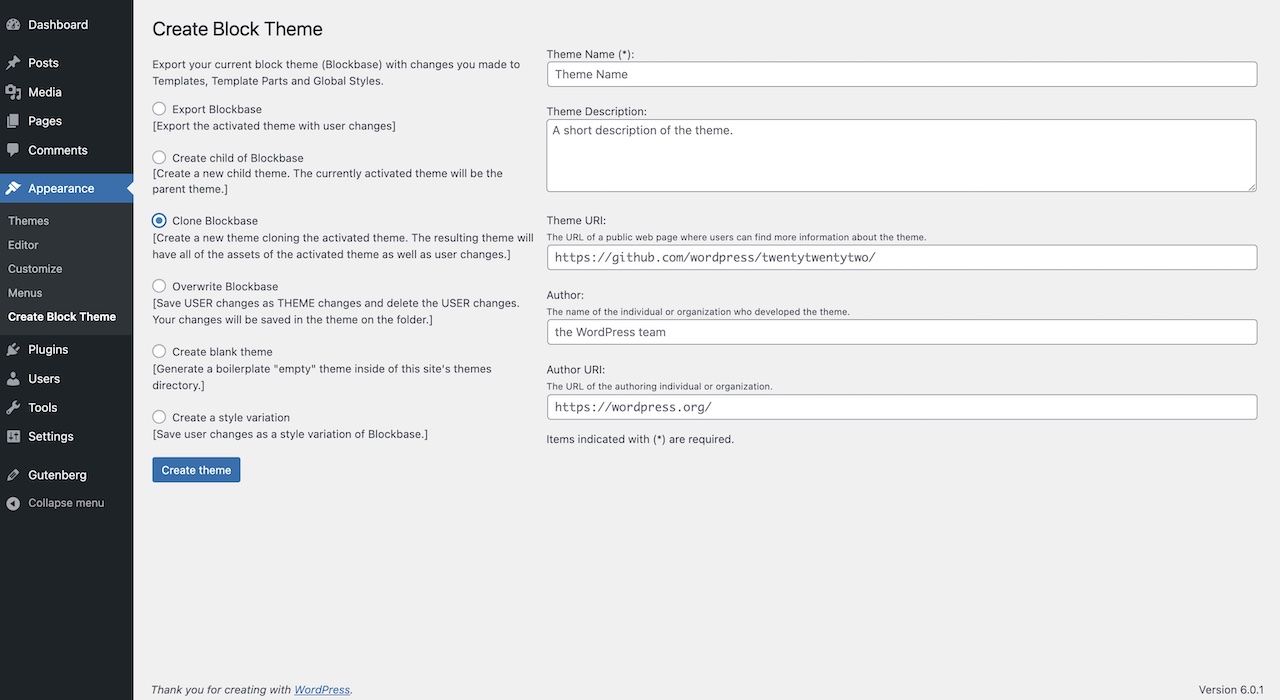 Dashboard
Posts
Media
Pages
Comments
Appearance
Themes
Editor
Customize
Menus
Create Block Theme
Plugins
Users
Tools
Settings
Gutenberg
Collapse menu
Create Block Theme
Export your current block theme (Blockbase) with changes you made to
Templates, Template Parts and Global Styles.
Export Blockbase
[Export the activated theme with user changes]
Create child of Blockbase
[Create a new child theme. The currently activated theme will be the
parent theme.]
Clone Blockbase
[Create a new theme cloning the activated theme. The resulting theme will
have all of the assets of the activated theme as well as user changes.]
Overwrite Blockbase
[Save USER changes as THEME changes and delete the USER changes.
Your changes will be saved in the theme on the folder.]
Create blank theme
[Generate a boilerplate "empty" theme inside of this site's themes
directory.]
Create a style variation
[Save user changes as a style variation of Blockbase.]
Create theme
Theme Name (*):
Theme Name
Theme Description:
A short description of the theme.
Theme URI:
The URL of a public web page where users can find more information about the theme.
https://github.com/wordpress/twentytwentytwo/
Author:
The name of the individual or organization who developed the theme.
the WordPress team
Author URI:
The URL of the authoring individual or organization.
https://wordpress.org/
Items indicated with (*) are required.
Thank you for creating with WordPress.
Version 6.0.1